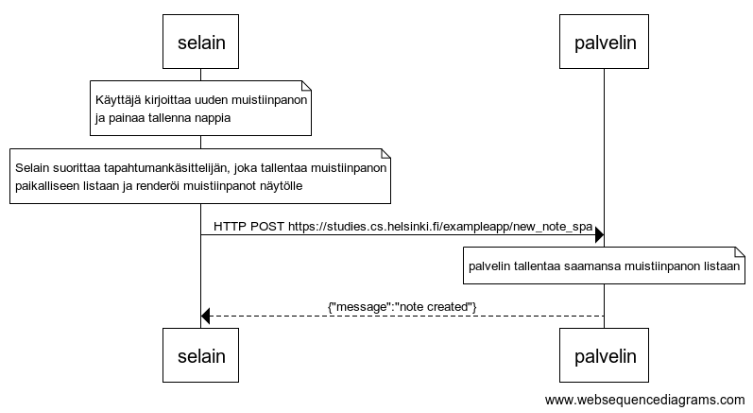 selain
palvelin
Käyttäjä kirjoittaa uuden muistiinpanon
ja painaa tallenna nappia
Selain suorittaa tapahtumankäsittelijän, joka tallentaa muistiinpanon
paikalliseen listaan ja renderöi muistiinpanot näytölle
HTTP POST https://studies.cs.helsinki.fi/exampleapp/new_note_spa
palvelin tallentaa saamansa muistiinpanon listaan
{"message":"note created"}
selain
palvelin
www.websequencediagrams.com